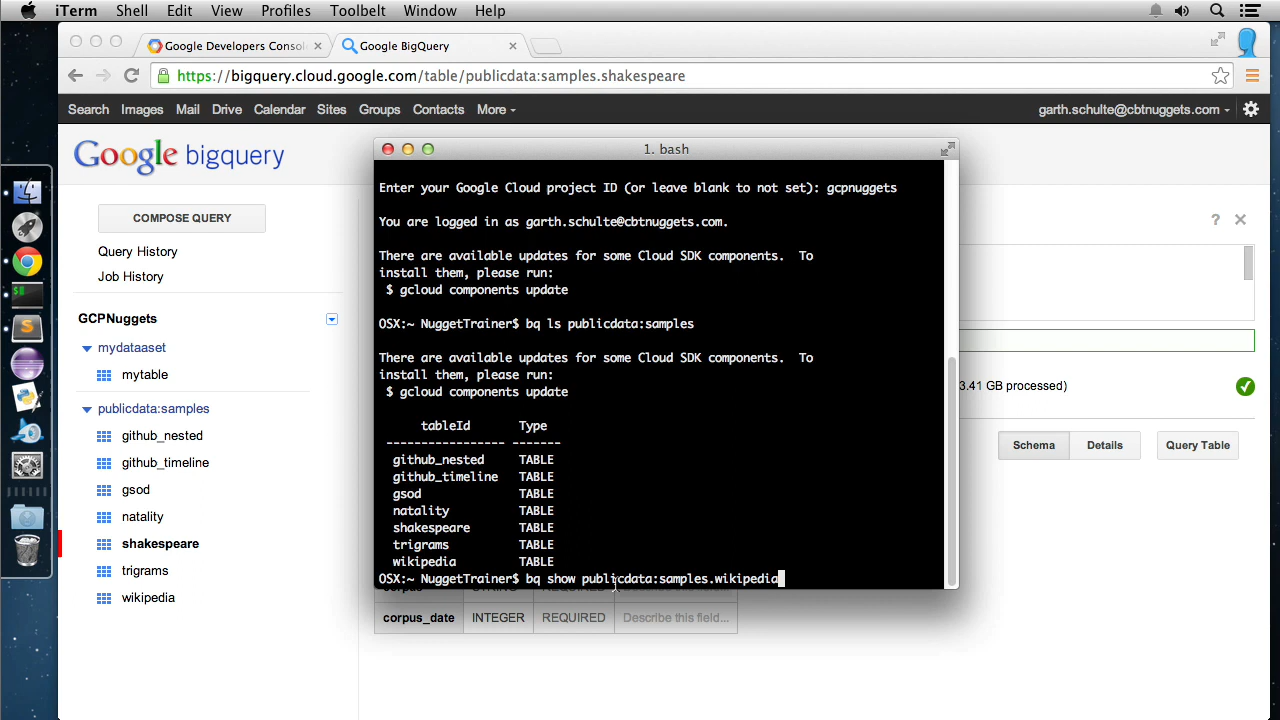 iTerm Shell Edit View Profiles Toolbelt Window Help
Google Developers Consol
Google BigQuery
https://bigquery.cloud.google.com/table/publicdata:samples.shakespeare
Search Images Mail Drive Calendar Sites Groups Contacts More
garth.schulte@cbtnuggets.com
Google bigquery
COMPOSE QUERY
Query History
Job History
GCPNuggets
mydataaset
mytable
publicdata:samples
github_nested
github_timeline
gsod
natality
shakespeare
trigrams
wikipedia
1. bash
Enter your Google Cloud project ID (or leave blank to not set): gcpnuggets
You are logged in as garth.schulte@cbtnuggets.com.
There are available updates for some Cloud SDK components. To
install them, please run:
$ gcloud components update
OSX:~ NuggetTrainer$ bq ls publicdata:samples
There are available updates for some Cloud SDK components. To
install them, please run:
$ gcloud components update
tableId Type
----------------- -------
github_nested TABLE
github_timeline TABLE
gsod TABLE
natality TABLE
shakespeare TABLE
trigrams TABLE
wikipedia TABLE
OSX:~ NuggetTrainer$ bq show publicdata:samples.wikipedia
? ×
3.41 GB processed)
Schema Details Query Table
corpus_date INTEGER REQUIRED Describe this field...